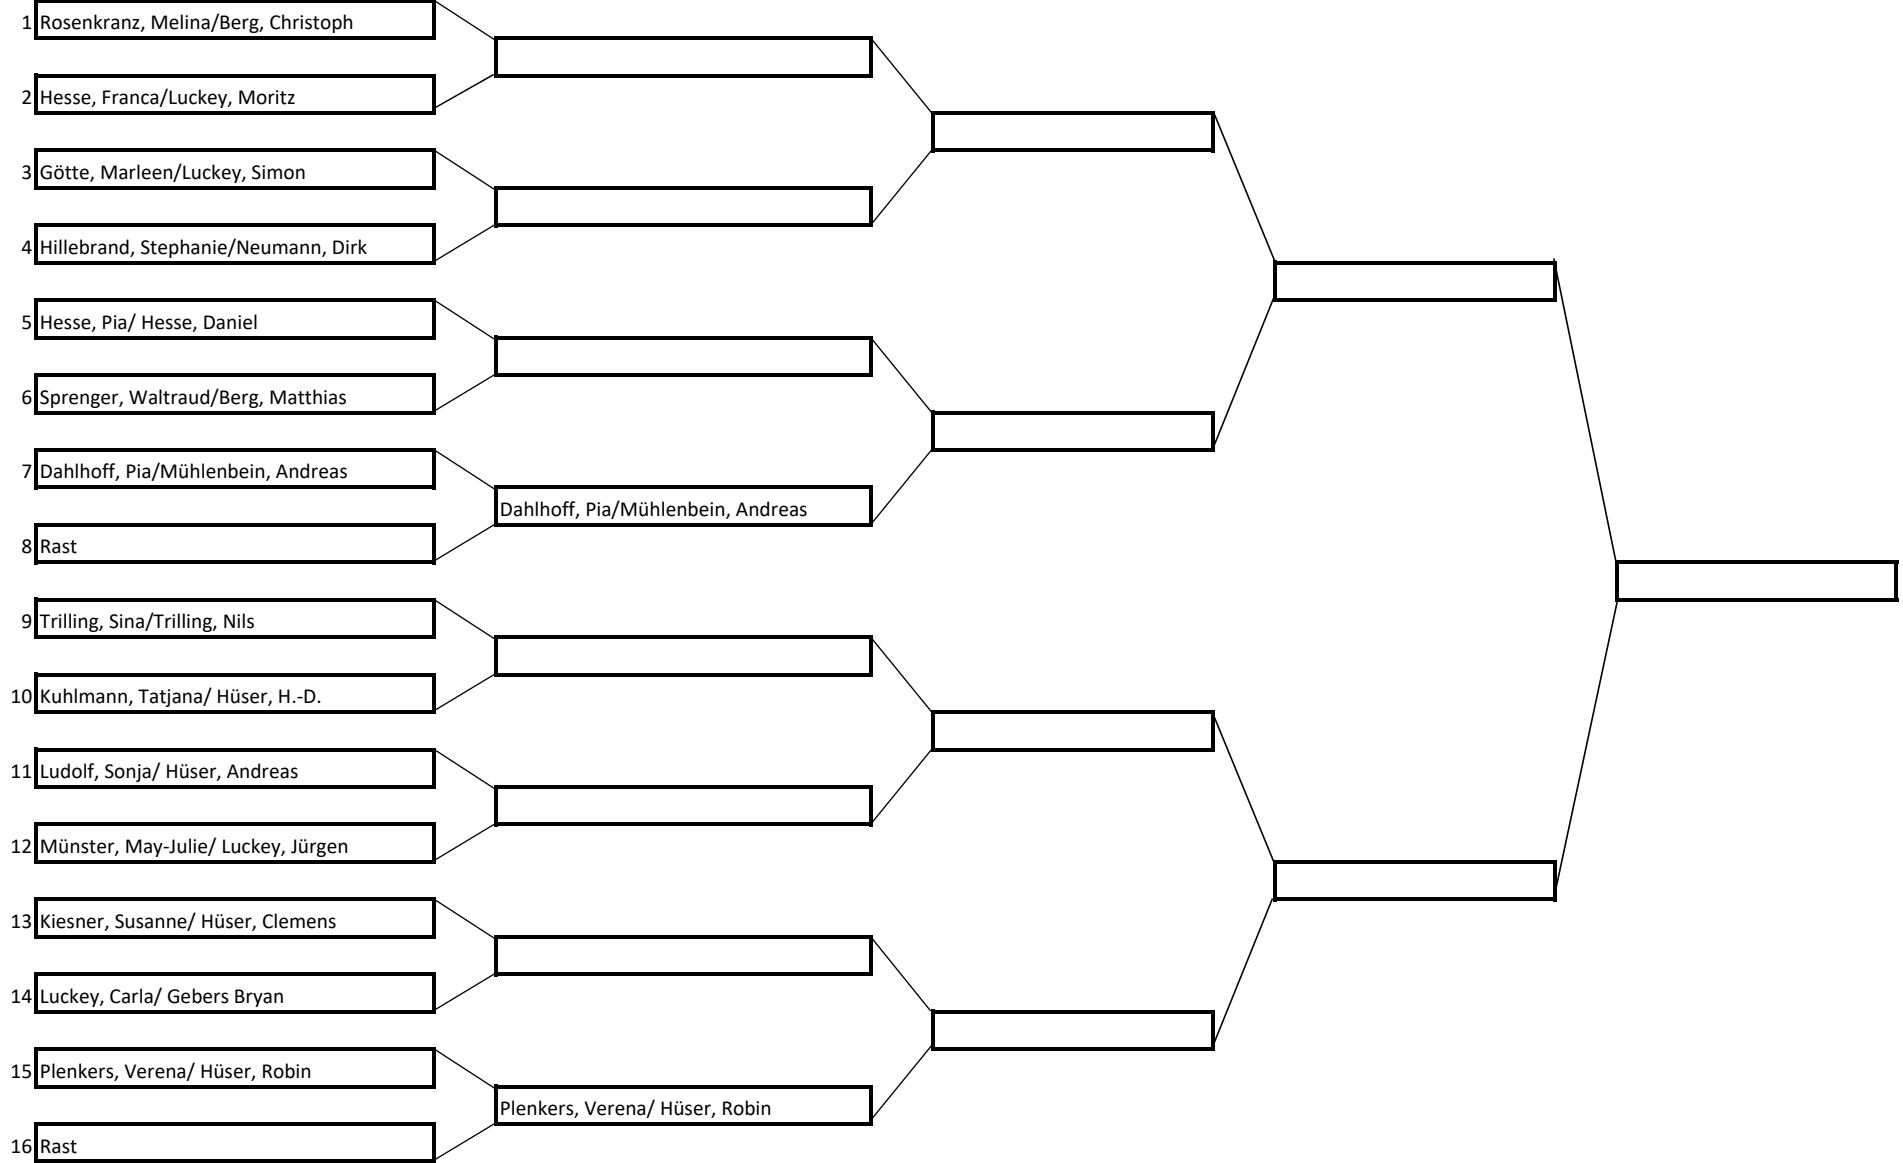 1 Rosenkranz, Melina/Berg, Christoph
2 Hesse, Franca/Luckey, Moritz
3 Götte, Marleen/Luckey, Simon
4 Hillebrand, Stephanie/Neumann, Dirk
5 Hesse, Pia/ Hesse, Daniel
6 Sprenger, Waltraud/Berg, Matthias
7 Dahlhoff, Pia/Mühlenbein, Andreas
Dahlhoff, Pia/Mühlenbein, Andreas
8 Rast
9 Trilling, Sina/Trilling, Nils
10 Kuhlmann, Tatjana/ Hüser, H.-D.
11 Ludolf, Sonja/ Hüser, Andreas
12 Münster, May-Julie/ Luckey, Jürgen
13 Kiesner, Susanne/ Hüser, Clemens
14 Luckey, Carla/ Gebers Bryan
15 Plenkers, Verena/ Hüser, Robin
Plenkers, Verena/ Hüser, Robin
16 Rast